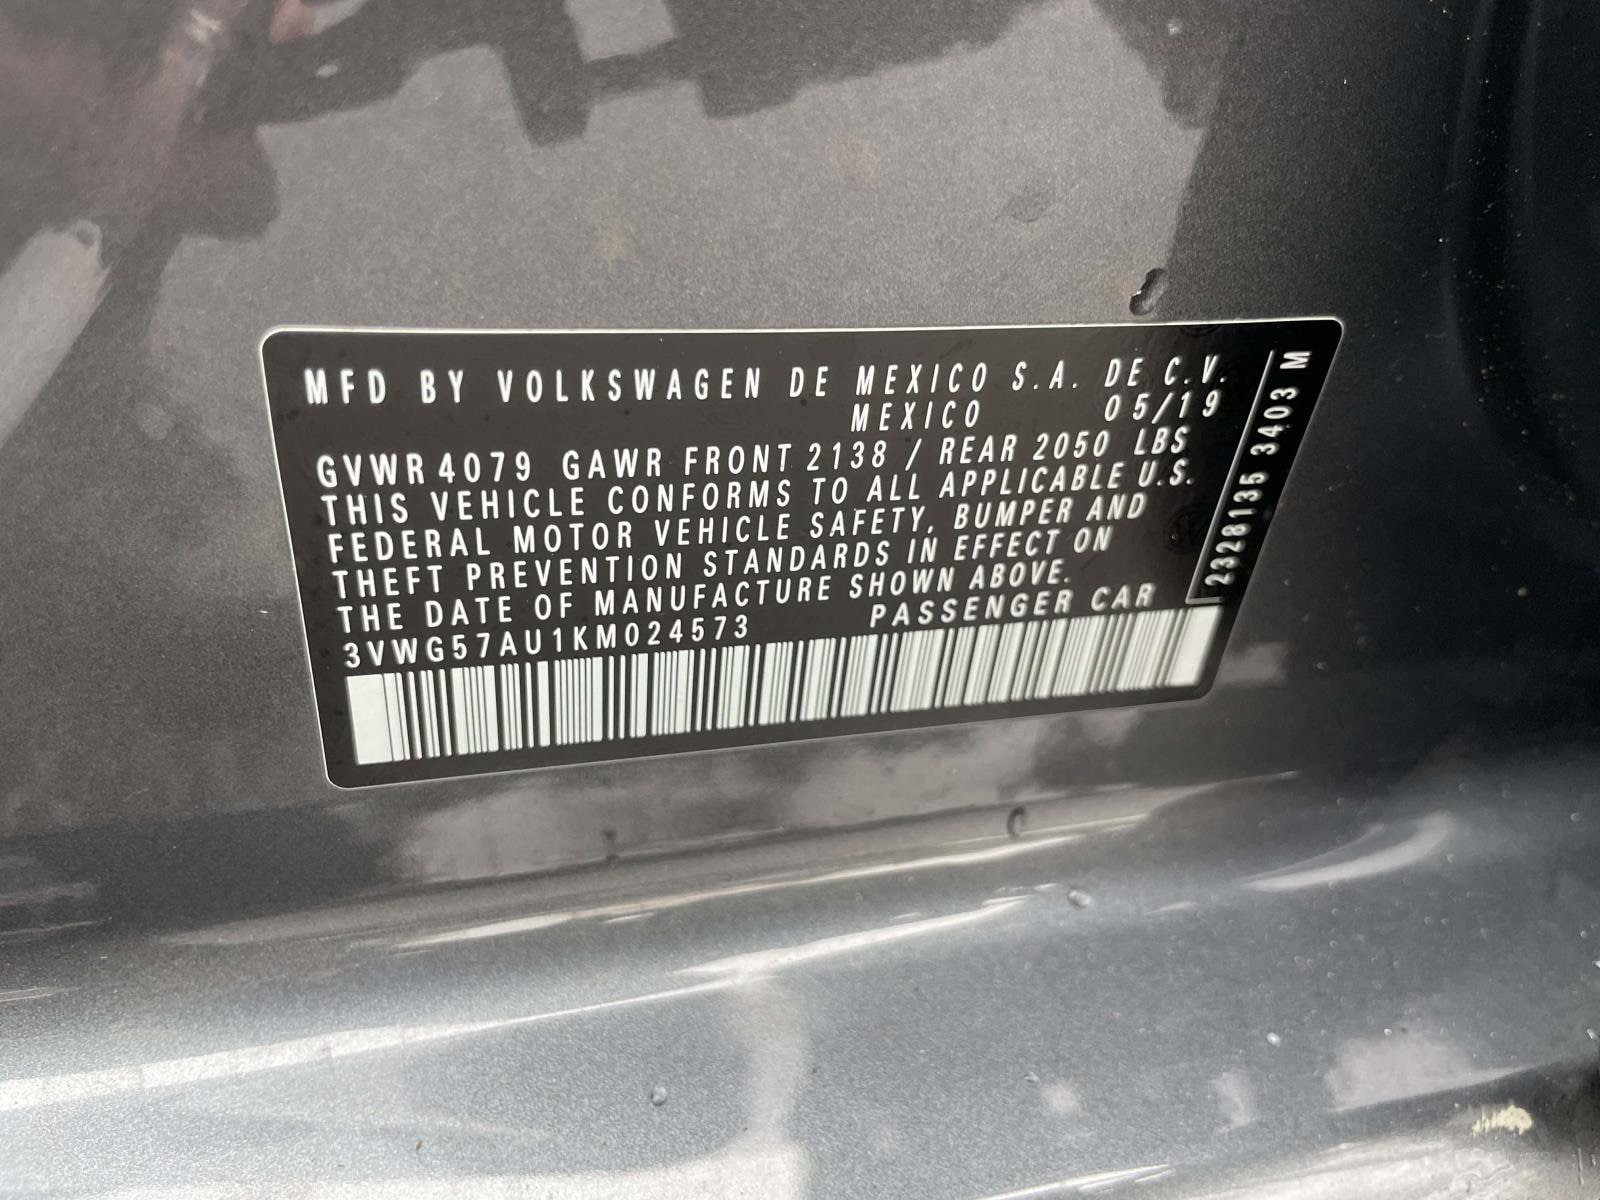 MFD BY VOLKSWAGEN DE MEXICO S.A. DE C.V.
MEXICO 05/19
GVWR 4079 GAWR FRONT 2138 / REAR 2050 LBS
THIS VEHICLE CONFORMS TO ALL APPLICABLE U.S.
FEDERAL MOTOR VEHICLE SAFETY, BUMPER AND
THEFT PREVENTION STANDARDS IN EFFECT ON
THE DATE OF MANUFACTURE SHOWN ABOVE.
3VWG57AU1KM024573 PASSENGER CAR
2328135 3403 M